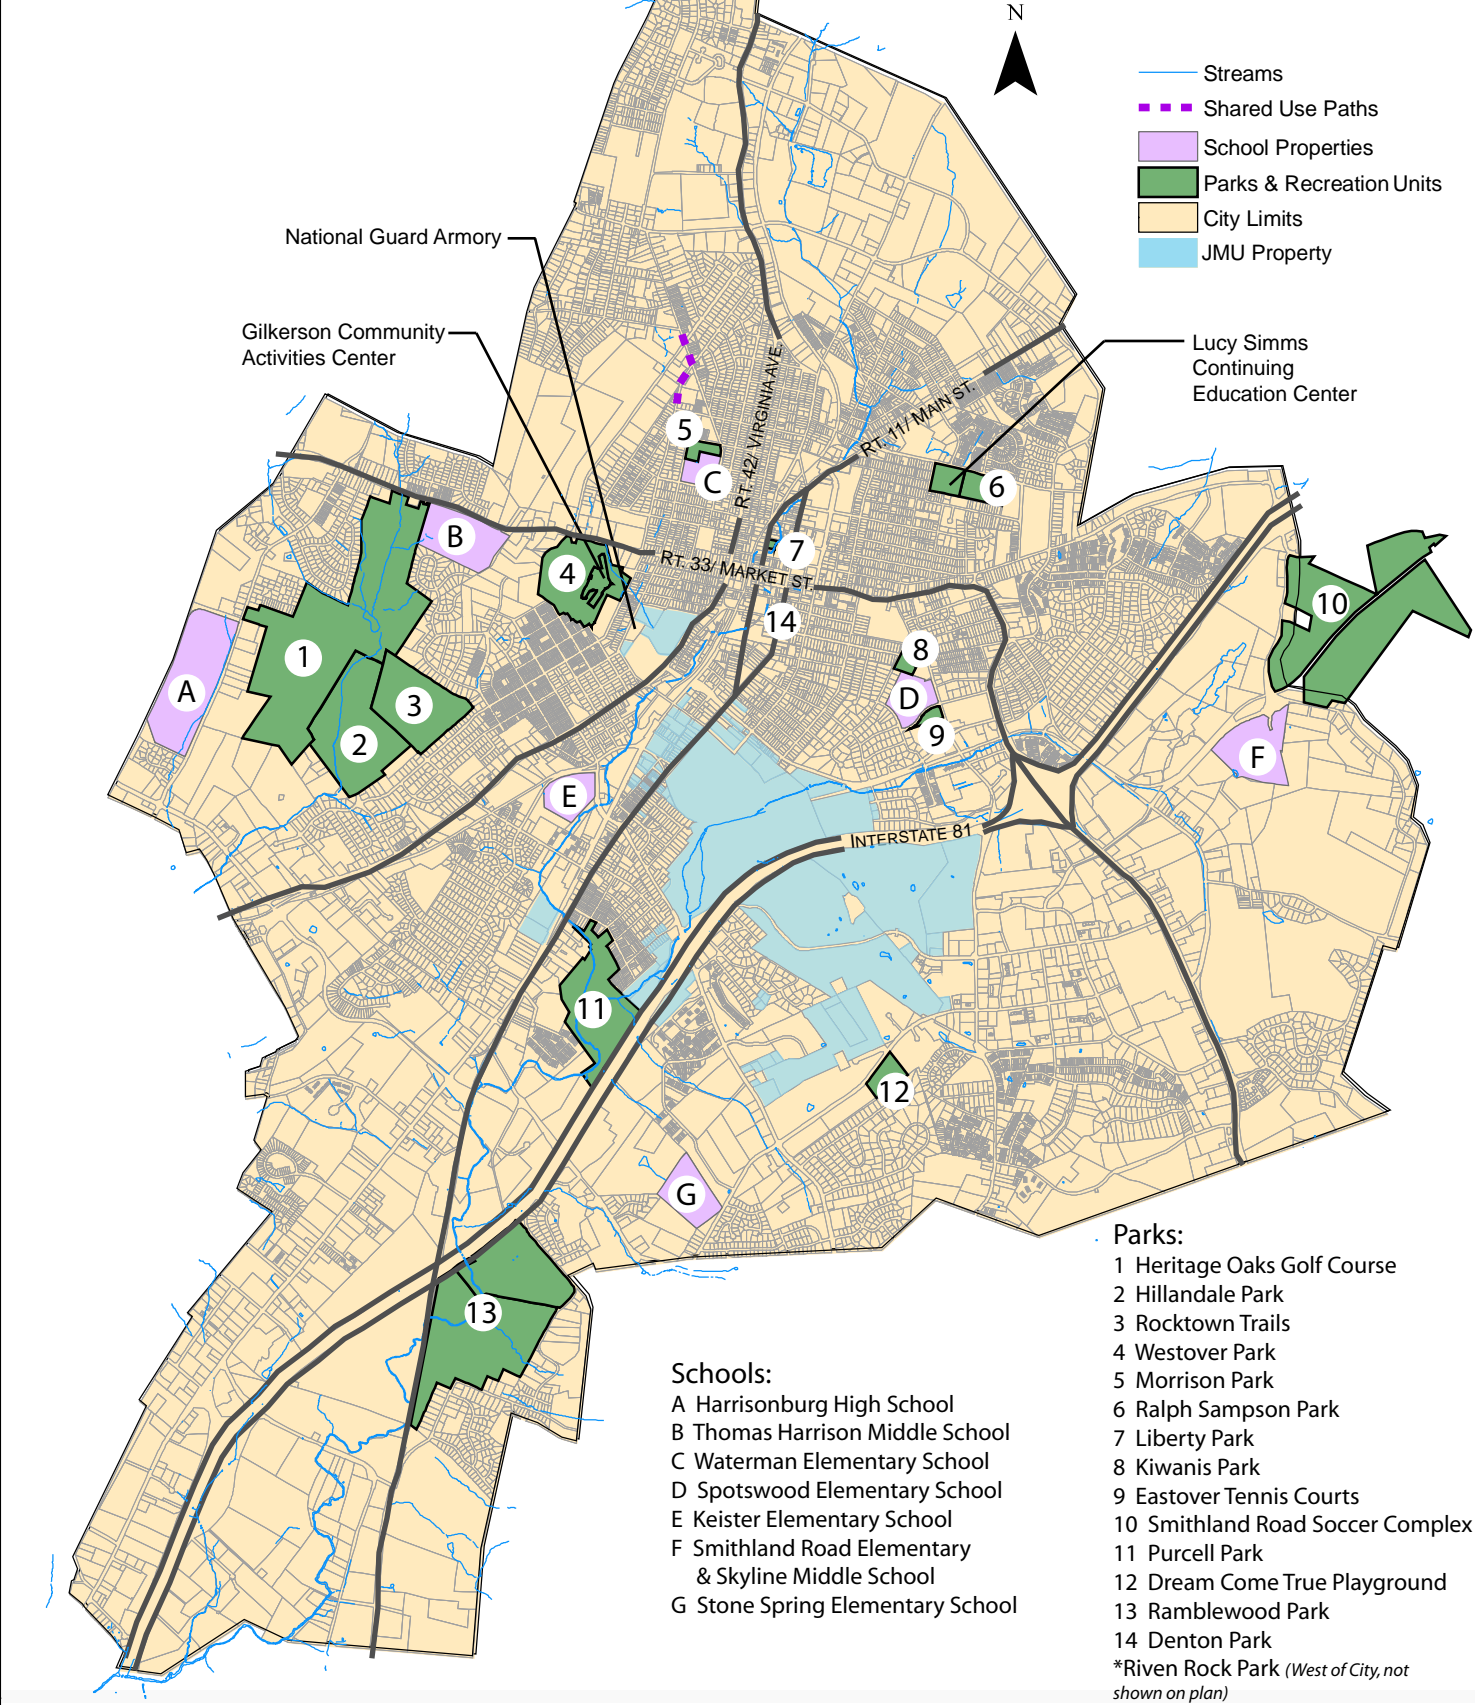 N
Streams
Shared Use Paths
School Properties
Parks & Recreation Units
City Limits
JMU Property
National Guard Armory
Gilkerson Community
Activities Center
Lucy Simms
Continuing
Education Center
RT. 42/ VIRGINIA AVE.
RT. 11/ MAIN ST.
5
C
6
B
4
7
RT. 33/ MARKET ST.
10
14
1
8
A
D
3
2
9
F
E
INTERSTATE 81
11
12
G
13
Schools:
A Harrisonburg High School
B Thomas Harrison Middle School
C Waterman Elementary School
D Spotswood Elementary School
E Keister Elementary School
F Smithland Road Elementary
& Skyline Middle School
G Stone Spring Elementary School
Parks:
1 Heritage Oaks Golf Course
2 Hillandale Park
3 Rocktown Trails
4 Westover Park
5 Morrison Park
6 Ralph Sampson Park
7 Liberty Park
8 Kiwanis Park
9 Eastover Tennis Courts
10 Smithland Road Soccer Complex
11 Purcell Park
12 Dream Come True Playground
13 Ramblewood Park
14 Denton Park
*Riven Rock Park (West of City, not
shown on plan)